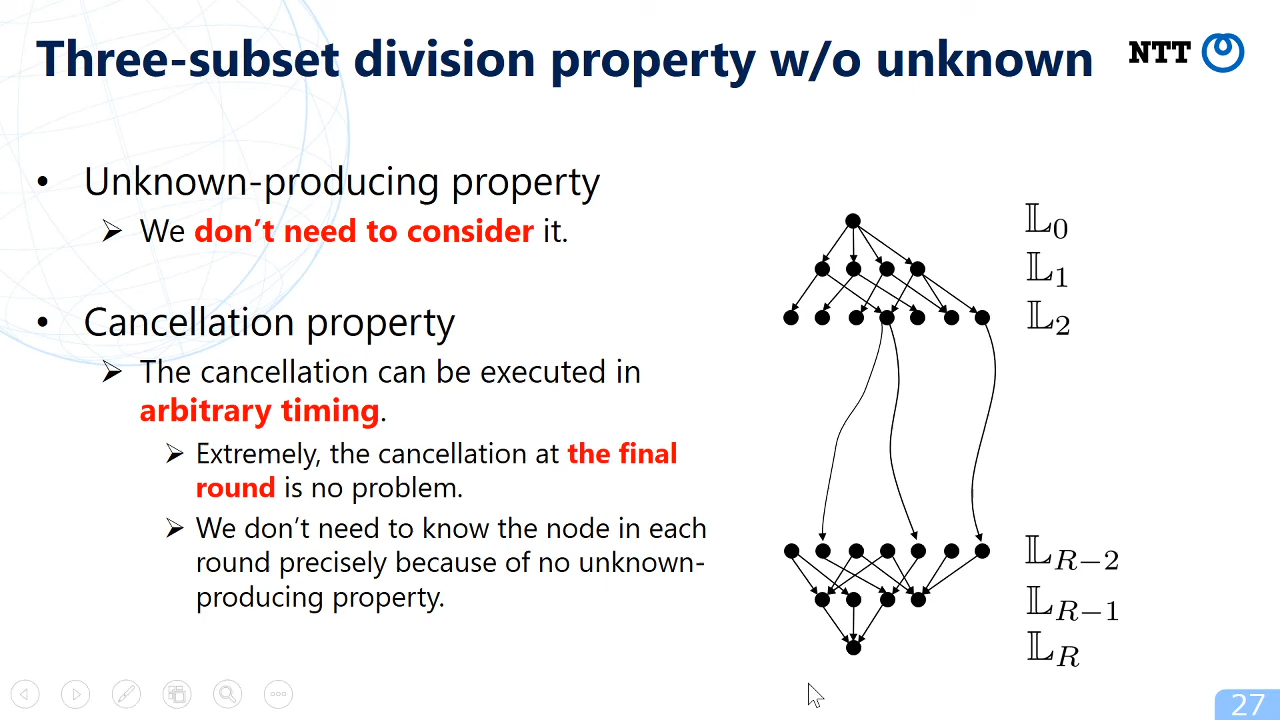 Three-subset division property w/o unknown
NTT
• Unknown-producing property
➢ We don't need to consider it.
• Cancellation property
➢ The cancellation can be executed in
arbitrary timing.
➢ Extremely, the cancellation at the final
round is no problem.
➢ We don't need to know the node in each
round precisely because of no unknown-
producing property.
𝕃₀
𝕃₁
𝕃₂
𝕃_{R−2}
𝕃_{R−1}
𝕃_R
27